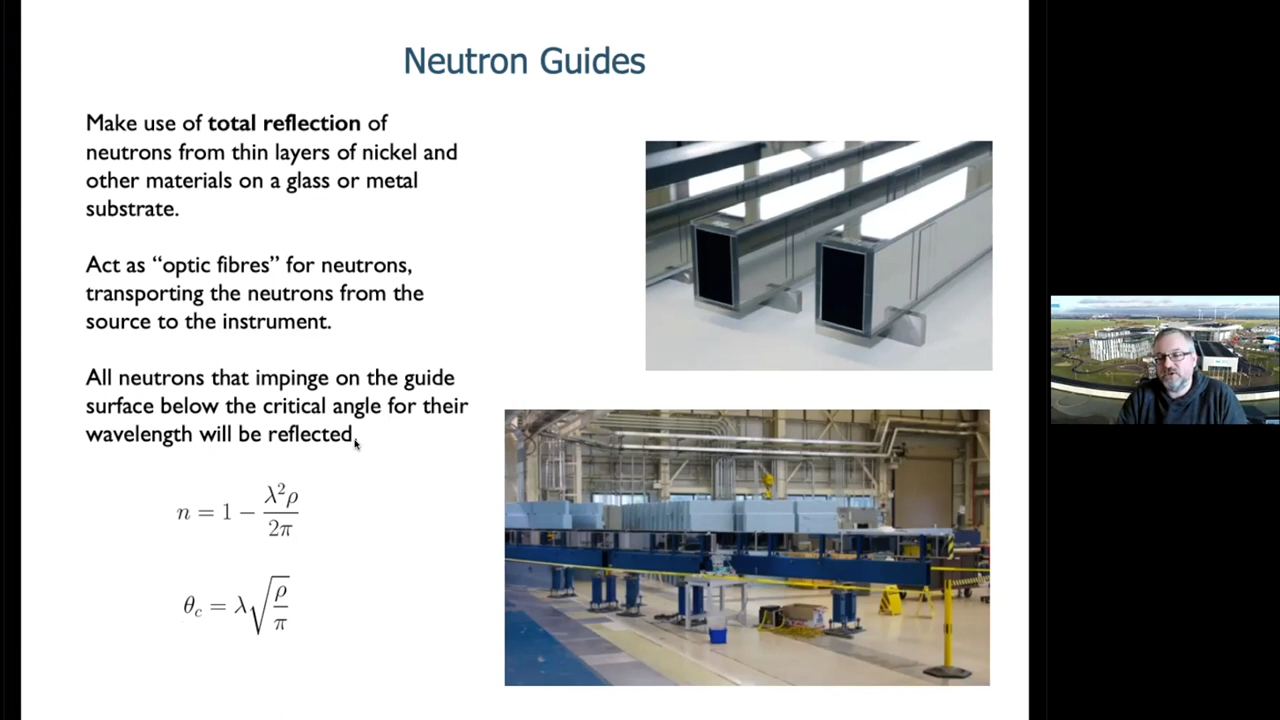 Neutron Guides
Make use of total reflection of
neutrons from thin layers of nickel and
other materials on a glass or metal
substrate.
Act as “optic fibres” for neutrons,
transporting the neutrons from the
source to the instrument.
All neutrons that impinge on the guide
surface below the critical angle for their
wavelength will be reflected.
n = 1 − λ²ρ / 2π
θc = λ√(ρ/π)